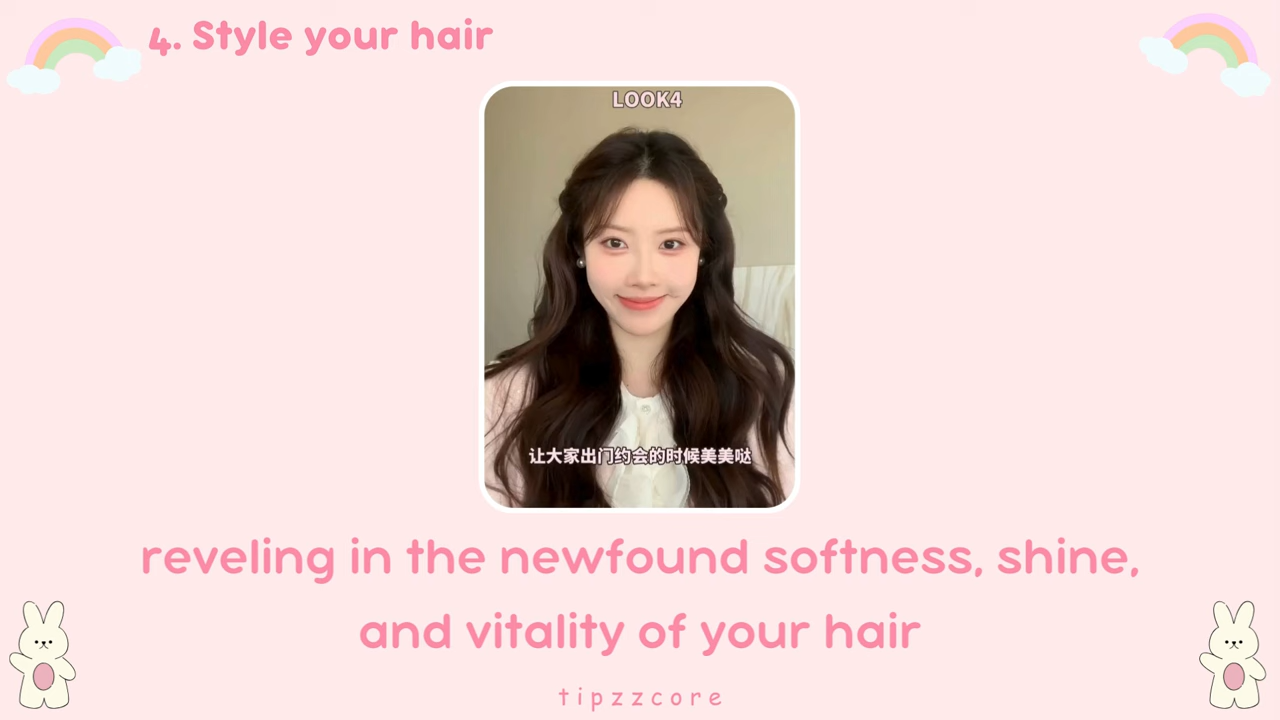 4. Style your hair
LOOK4
让大家出门约会的时候美美哒
reveling in the newfound softness, shine,
and vitality of your hair
tipzzcore